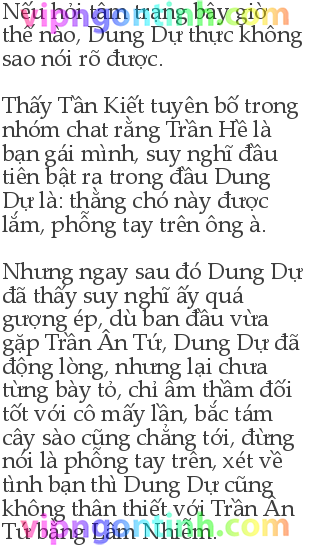 Nếu hỏi tâm trạng bây giờ
thế nào, Dung Dự thực không
sao nói rõ được.
Thấy Tần Kiết tuyên bố trong
nhóm chat rằng Trần Hề là
bạn gái mình, suy nghĩ đầu
tiên bật ra trong đầu Dung
Dự là: thằng chó này được
lắm, phỗng tay trên ông à.
Nhưng ngay sau đó Dung Dự
đã thấy suy nghĩ ấy quá
gượng ép, dù ban đầu vừa
gặp Trần Ân Tứ, Dung Dự đã
động lòng, nhưng lại chưa
từng bày tỏ, chỉ âm thầm đối
tốt với cô mấy lần, bắc tám
cây sào cũng chẳng tới, đừng
nói là phỗng tay trên, xét về
tình bạn thì Dung Dự cũng
không thân thiết với Trần Ân
Tứ bằng Lâm Nhiễm.
vipngontinh.com
vipngontinh.com